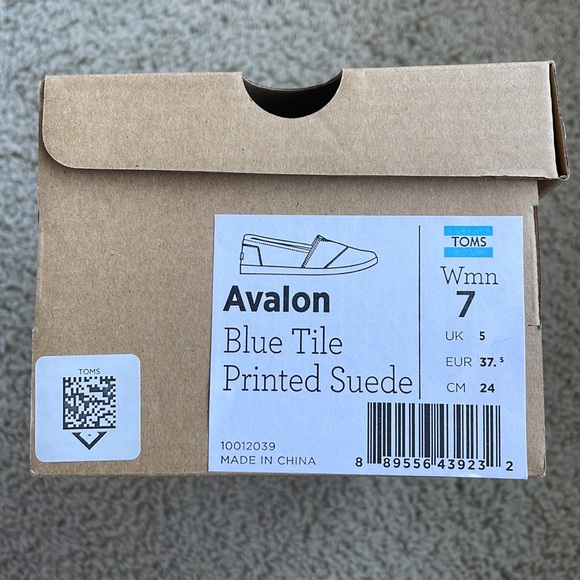 TOMS
Avalon
Blue Tile
Printed Suede
10012039
MADE IN CHINA
TOMS
Wmn
7
UK 5
EUR 37.5
CM 24
8 89556 43923 2